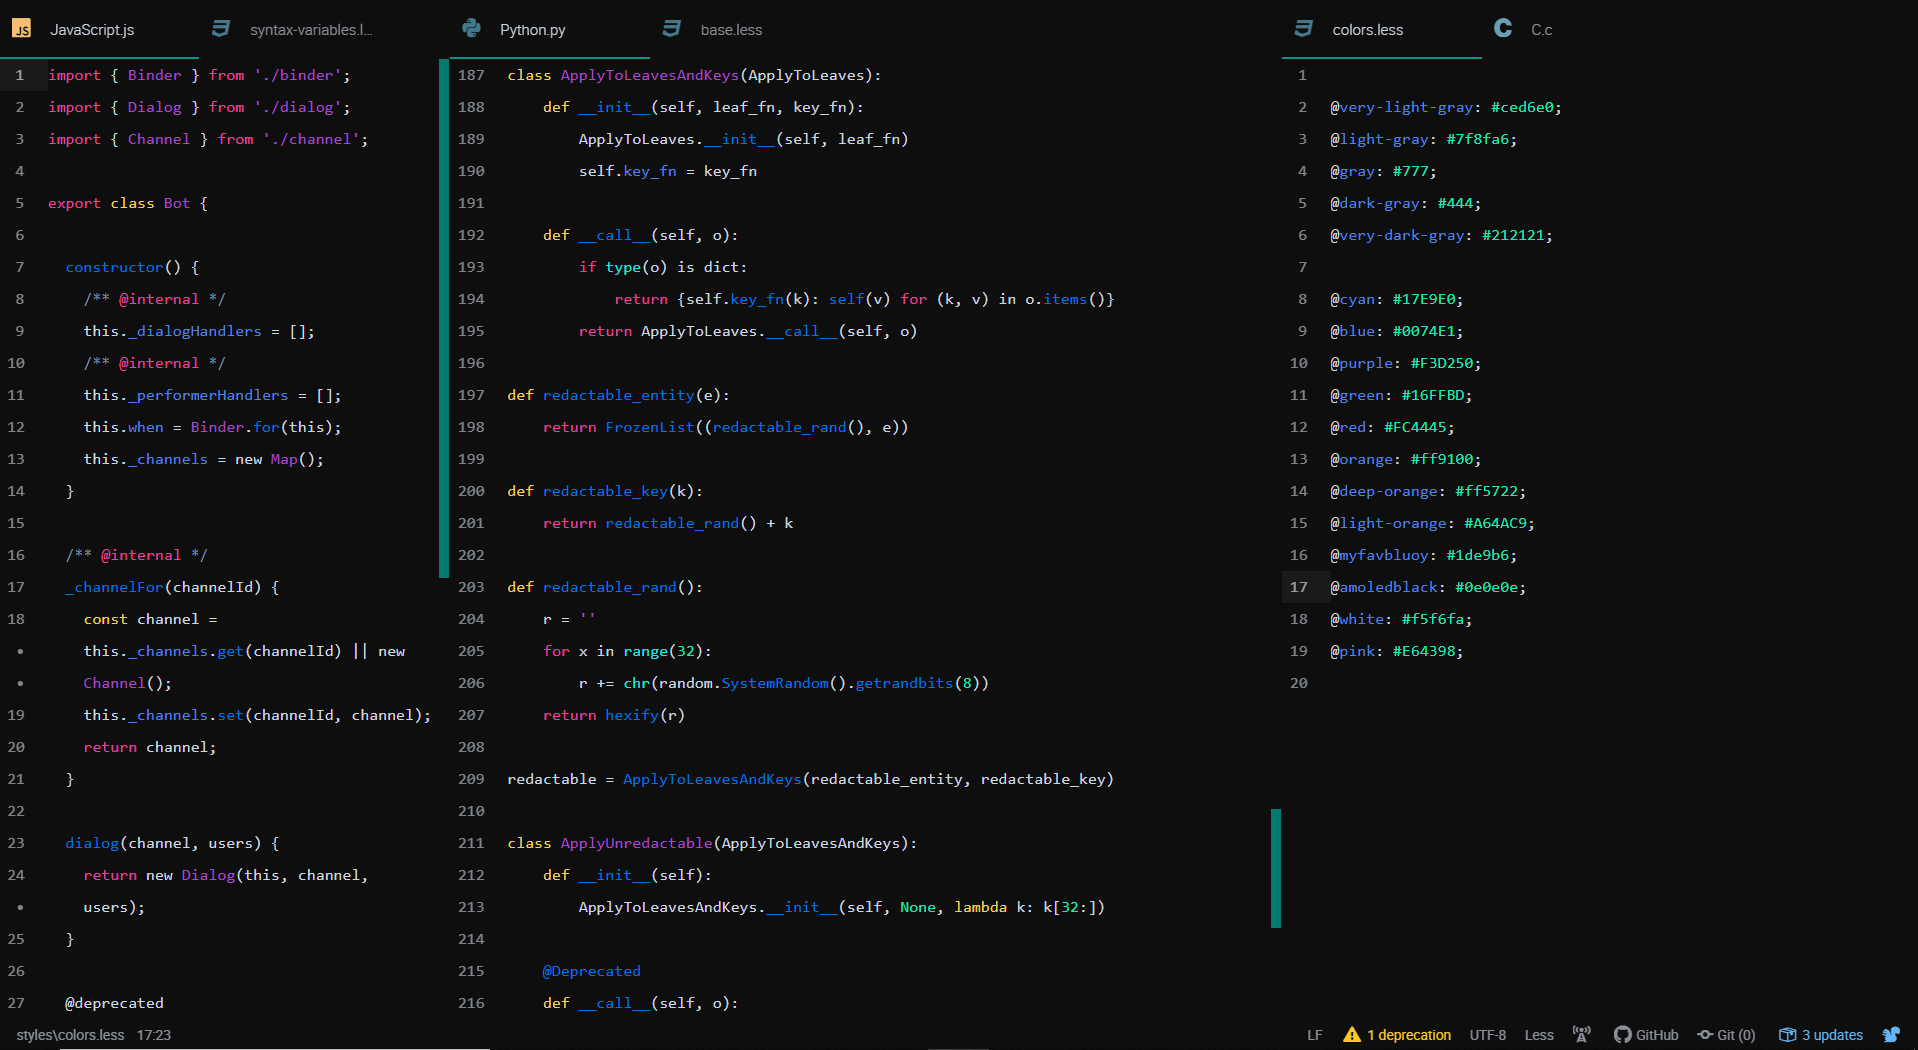 JavaScript.js
syntax-variables.l...
Python.py
base.less
colors.less
C.c
1 import { Binder } from './binder';
2 import { Dialog } from './dialog';
3 import { Channel } from './channel';
4
5 export class Bot {
6
7 constructor() {
8 /** @internal */
9 this._dialogHandlers = [];
10 /** @internal */
11 this._performerHandlers = [];
12 this.when = Binder.for(this);
13 this._channels = new Map();
14 }
15
16 /** @internal */
17 _channelFor(channelId) {
18 const channel =
• this._channels.get(channelId) || new
• Channel();
19 this._channels.set(channelId, channel);
20 return channel;
21 }
22
23 dialog(channel, users) {
24 return new Dialog(this, channel,
• users);
25 }
26
27 @deprecated
187 class ApplyToLeavesAndKeys(ApplyToLeaves):
188 def __init__(self, leaf_fn, key_fn):
189 ApplyToLeaves.__init__(self, leaf_fn)
190 self.key_fn = key_fn
191
192 def __call__(self, o):
193 if type(o) is dict:
194 return {self.key_fn(k): self(v) for (k, v) in o.items()}
195 return ApplyToLeaves.__call__(self, o)
196
197 def redactable_entity(e):
198 return FrozenList((redactable_rand(), e))
199
200 def redactable_key(k):
201 return redactable_rand() + k
202
203 def redactable_rand():
204 r = ''
205 for x in range(32):
206 r += chr(random.SystemRandom().getrandbits(8))
207 return hexify(r)
208
209 redactable = ApplyToLeavesAndKeys(redactable_entity, redactable_key)
210
211 class ApplyUnredactable(ApplyToLeavesAndKeys):
212 def __init__(self):
213 ApplyToLeavesAndKeys.__init__(self, None, lambda k: k[32:])
214
215 @Deprecated
216 def __call__(self, o):
1
2 @very-light-gray: #ced6e0;
3 @light-gray: #7f8fa6;
4 @gray: #777;
5 @dark-gray: #444;
6 @very-dark-gray: #212121;
7
8 @cyan: #17E9E0;
9 @blue: #0074E1;
10 @purple: #F3D250;
11 @green: #16FFBD;
12 @red: #FC4445;
13 @orange: #ff9100;
14 @deep-orange: #ff5722;
15 @light-orange: #A64AC9;
16 @myfavbluoy: #1de9b6;
17 @amoledblack: #0e0e0e;
18 @white: #f5f6fa;
19 @pink: #E64398;
20
styles\colors.less 17:23
LF 1 deprecation UTF-8 Less GitHub Git (0) 3 updates